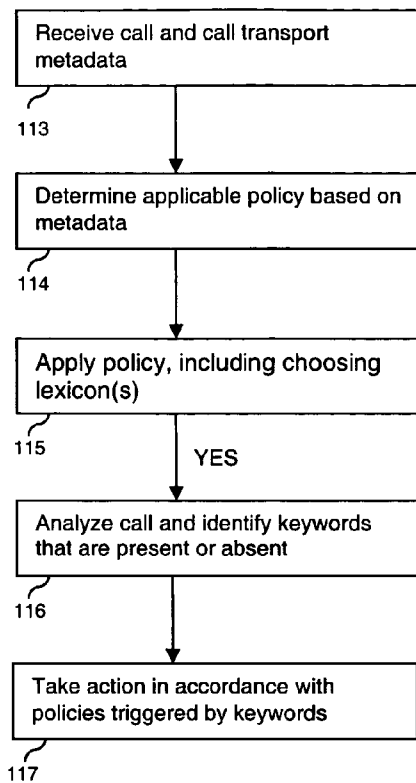 Receive call and call transport
metadata
113
Determine applicable policy based on
metadata
114
Apply policy, including choosing
lexicon(s)
115
YES
Analyze call and identify keywords
that are present or absent
116
Take action in accordance with
policies triggered by keywords
117